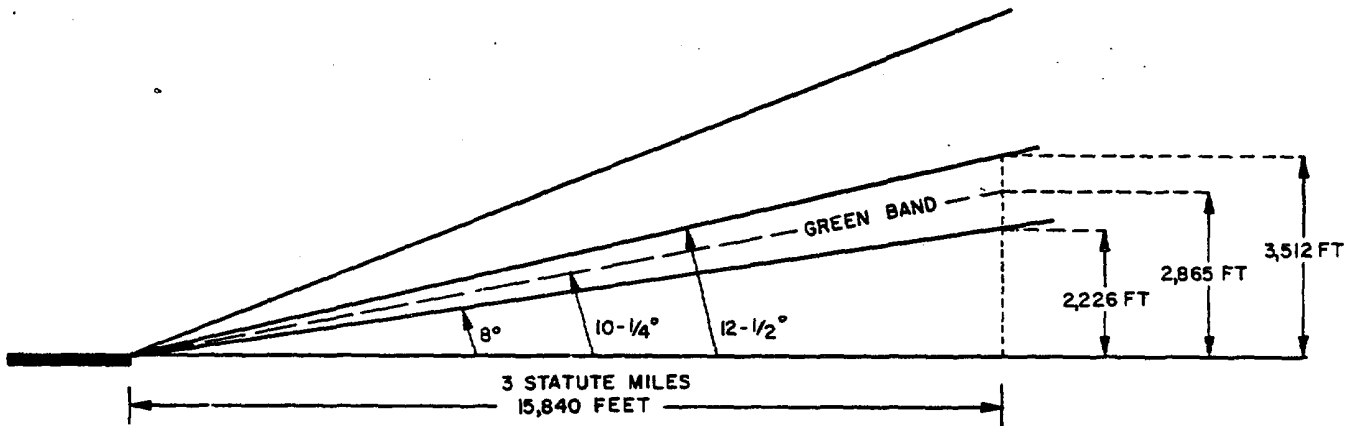 GREEN BAND
3,512 FT
2,865 FT
2,226 FT
8°
10-1/4°
12-1/2°
3 STATUTE MILES
15,840 FEET